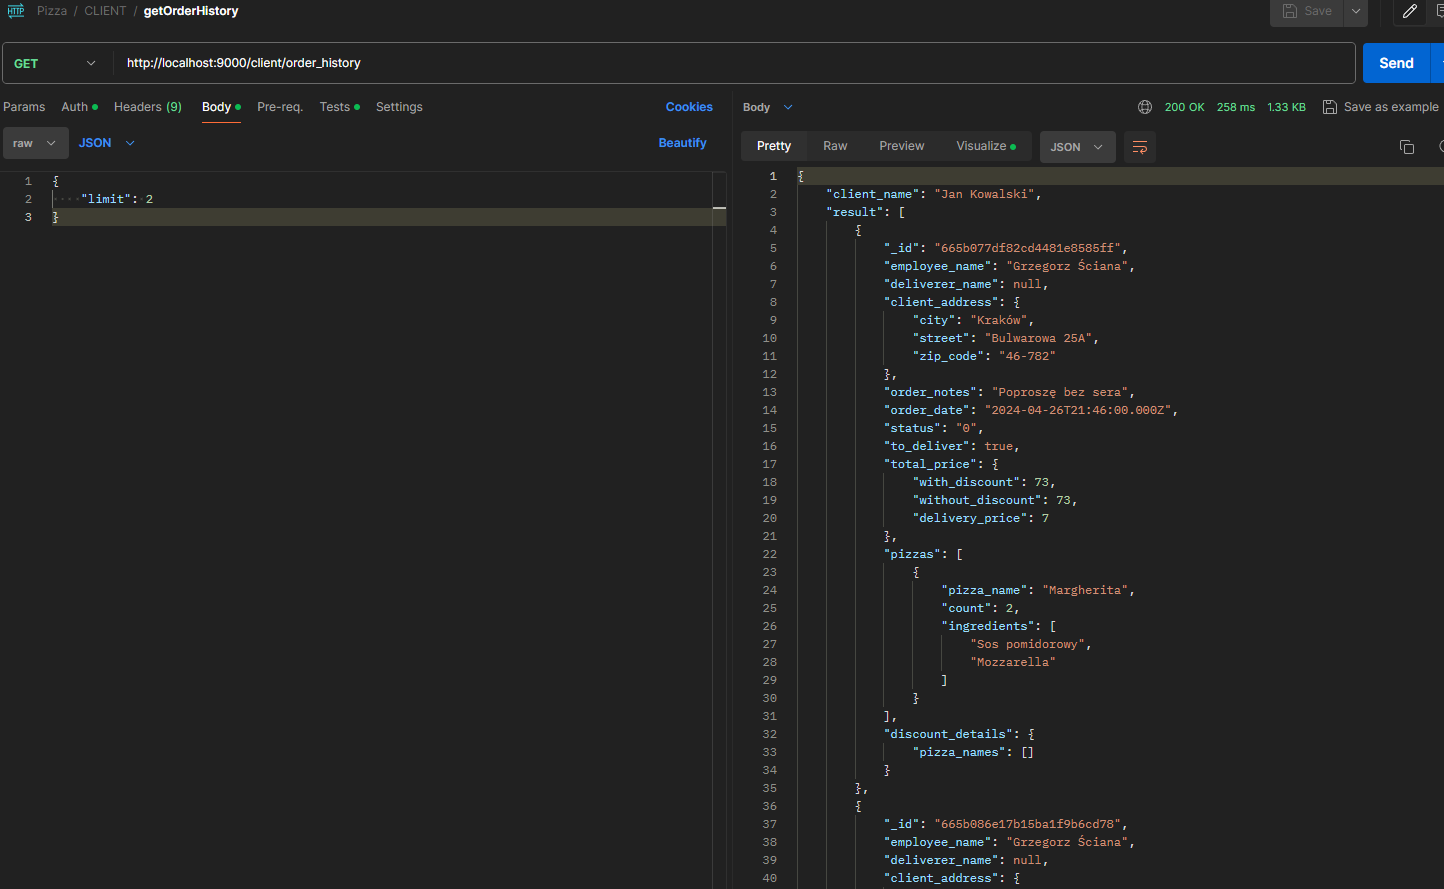 HTTP Pizza / CLIENT / getOrderHistory
Save
GET http://localhost:9000/client/order_history
Send
Params Auth Headers (9) Body Pre-req. Tests Settings Cookies
raw JSON Beautify
1 {
2 "limit": 2
3 }
Body 200 OK 258 ms 1.33 KB Save as example
Pretty Raw Preview Visualize JSON
1 {
2 "client_name": "Jan Kowalski",
3 "result": [
4 {
5 "_id": "665b077df82cd4481e8585ff",
6 "employee_name": "Grzegorz Ściana",
7 "deliverer_name": null,
8 "client_address": {
9 "city": "Kraków",
10 "street": "Bulwarowa 25A",
11 "zip_code": "46-782"
12 },
13 "order_notes": "Poproszę bez sera",
14 "order_date": "2024-04-26T21:46:00.000Z",
15 "status": "0",
16 "to_deliver": true,
17 "total_price": {
18 "with_discount": 73,
19 "without_discount": 73,
20 "delivery_price": 7
21 },
22 "pizzas": [
23 {
24 "pizza_name": "Margherita",
25 "count": 2,
26 "ingredients": [
27 "Sos pomidorowy",
28 "Mozzarella"
29 ]
30 }
31 ],
32 "discount_details": {
33 "pizza_names": []
34 }
35 },
36 {
37 "_id": "665b086e17b15ba1f9b6cd78",
38 "employee_name": "Grzegorz Ściana",
39 "deliverer_name": null,
40 "client_address": {